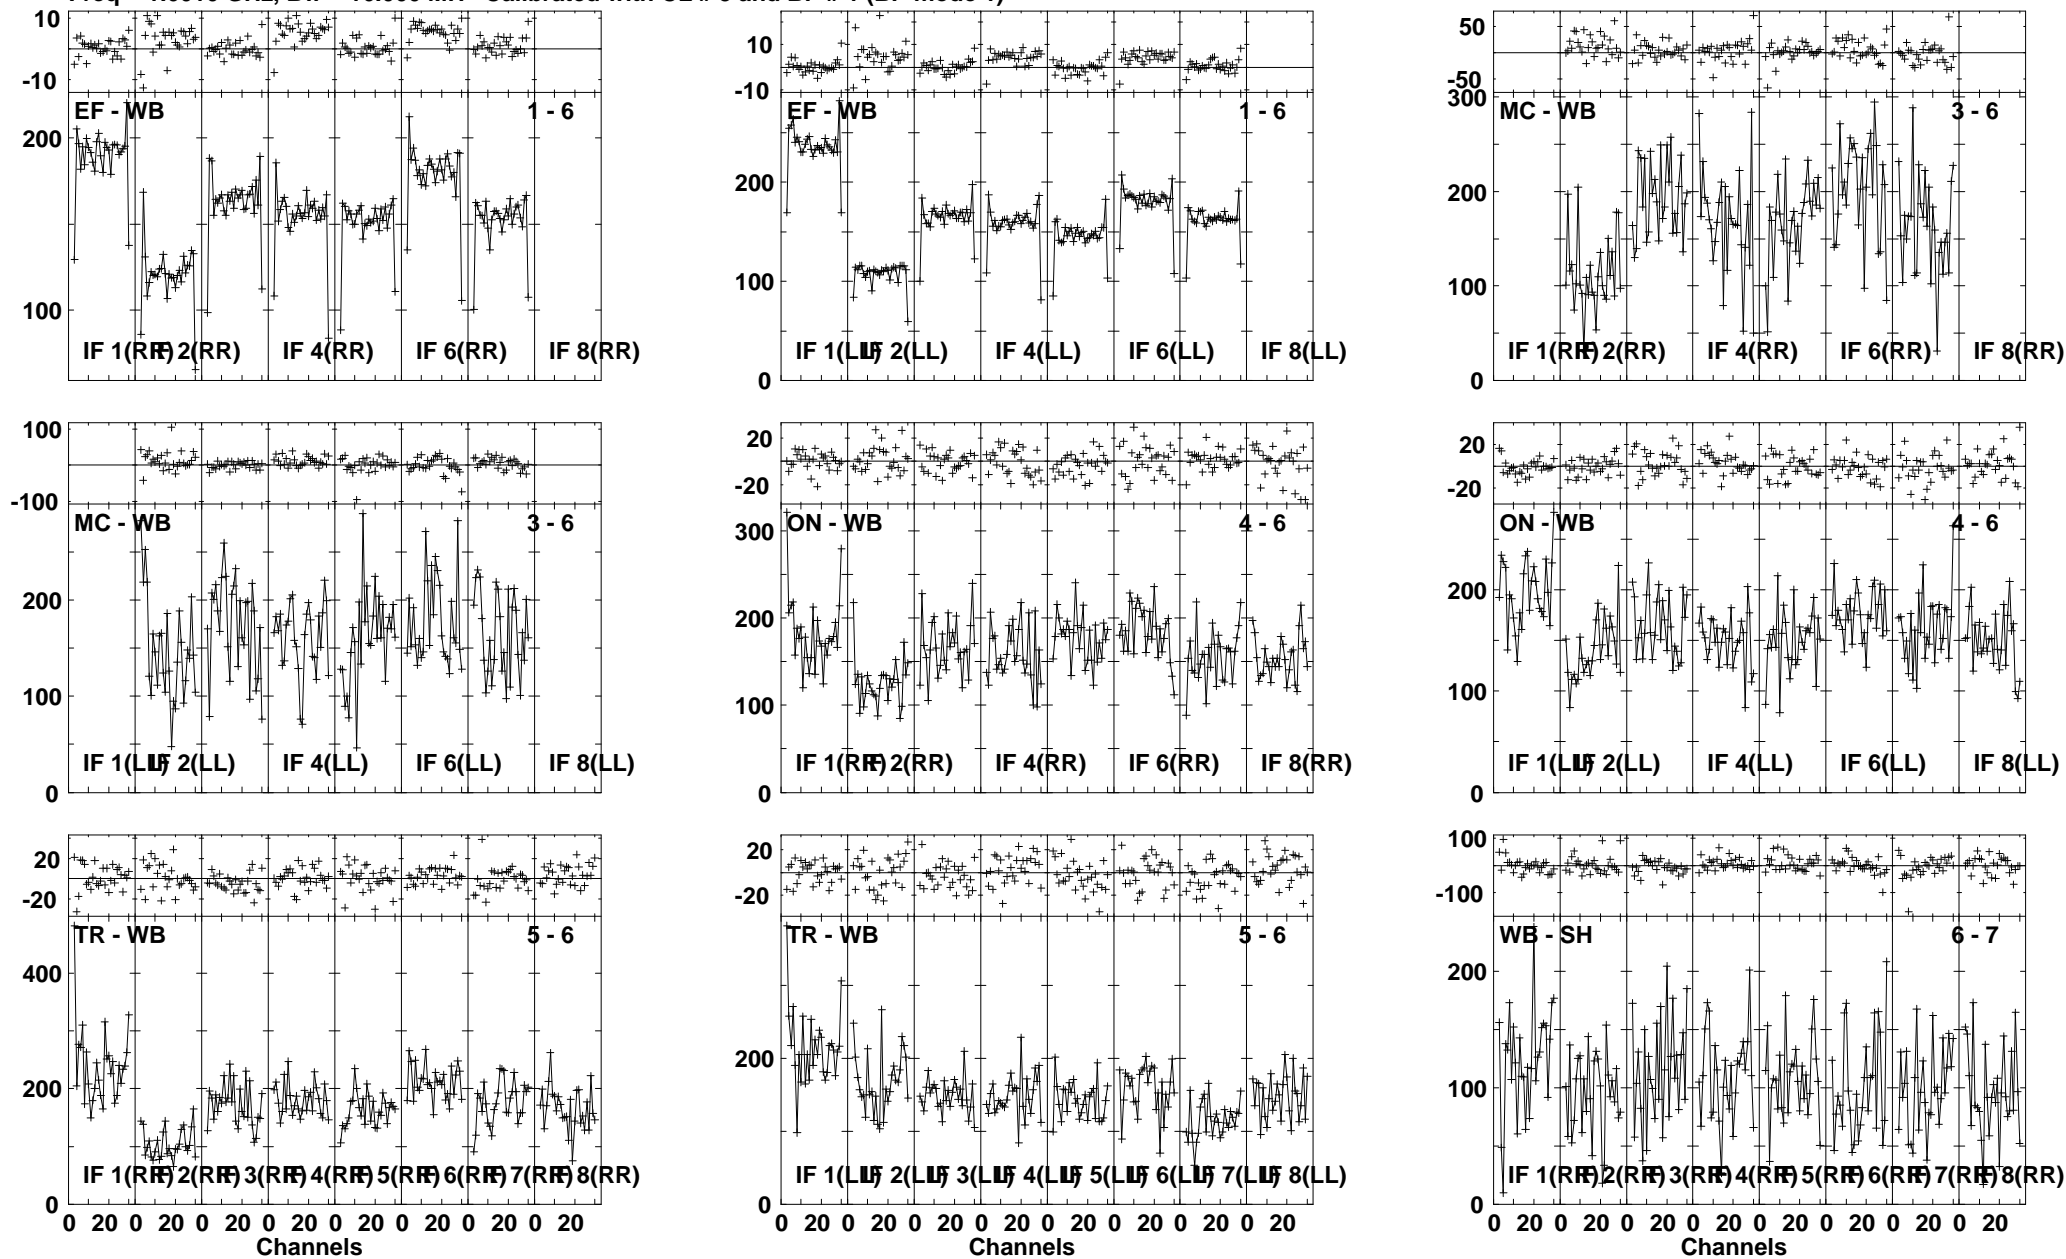 10
-10
EF - WB 1 - 6
200
100
IF 1(RR) IF 2(RR) IF 4(RR) IF 6(RR) IF 8(RR)
10
-10
EF - WB 1 - 6
200
100
0
IF 1(LL) IF 2(LL) IF 4(LL) IF 6(LL) IF 8(LL)
50
-50
300
MC - WB 3 - 6
200
100
0
IF 1(RR) IF 2(RR) IF 4(RR) IF 6(RR) IF 8(RR)
100
-100
MC - WB 3 - 6
200
100
0
IF 1(LL) IF 2(LL) IF 4(LL) IF 6(LL) IF 8(LL)
20
-20
300
ON - WB 4 - 6
200
100
0
IF 1(RR) IF 2(RR) IF 4(RR) IF 6(RR) IF 8(RR)
20
-20
ON - WB 4 - 6
200
100
0
IF 1(LL) IF 2(LL) IF 4(LL) IF 6(LL) IF 8(LL)
20
-20
TR - WB 5 - 6
400
200
0
IF 1(RR) IF 2(RR) IF 3(RR) IF 4(RR) IF 5(RR) IF 6(RR) IF 7(RR) IF 8(RR)
0 20 0 20 0 20 0 20 0 20 0 20 0 20 0 20
Channels
20
-20
TR - WB 5 - 6
200
0
IF 1(LL) IF 2(LL) IF 3(LL) IF 4(LL) IF 5(LL) IF 6(LL) IF 7(LL) IF 8(LL)
0 20 0 20 0 20 0 20 0 20 0 20 0 20 0 20
Channels
100
-100
WB - SH 6 - 7
200
100
0
IF 1(RR) IF 2(RR) IF 3(RR) IF 4(RR) IF 5(RR) IF 6(RR) IF 7(RR) IF 8(RR)
0 20 0 20 0 20 0 20 0 20 0 20 0 20 0 20
Channels